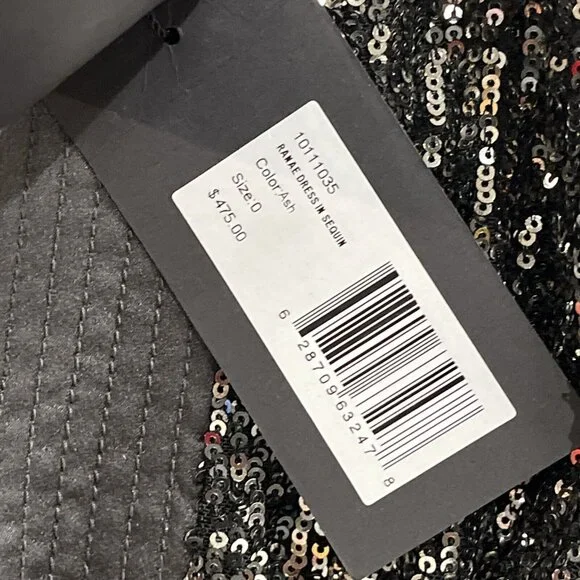 10111035
RANAE DRESS IN SEQUIN
Color:Ash
Size:0
$ 475.00
6 28709 63247 8